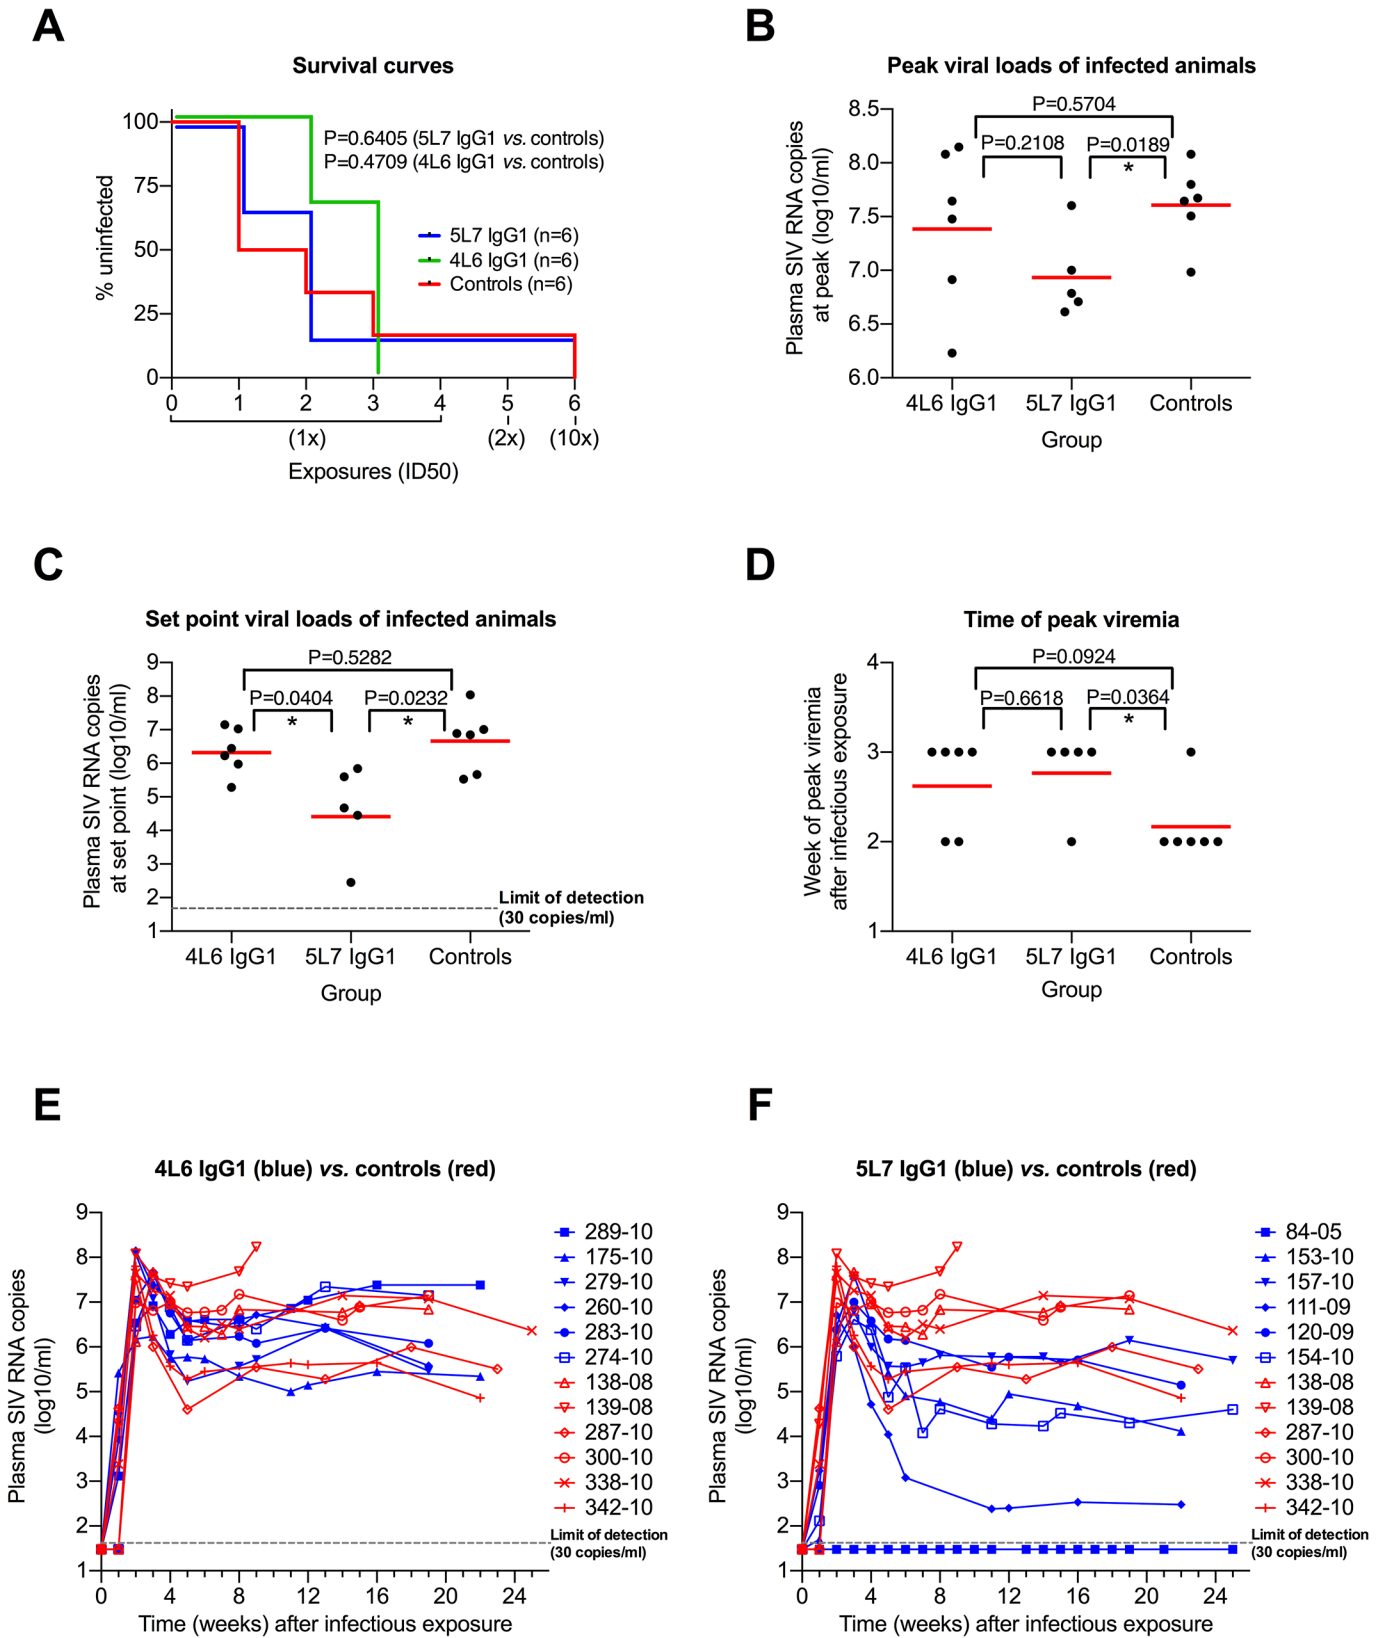 A
Survival curves
% uninfected
100
75
50
25
0
P=0.6405 (5L7 IgG1 vs. controls)
P=0.4709 (4L6 IgG1 vs. controls)
5L7 IgG1 (n=6)
4L6 IgG1 (n=6)
Controls (n=6)
0 1 2 3 4 5 6
(1x) (2x) (10x)
Exposures (ID50)
B
Peak viral loads of infected animals
Plasma SIV RNA copies
at peak (log10/ml)
8.5
8.0
7.5
7.0
6.5
6.0
P=0.5704
P=0.2108
P=0.0189
*
4L6 IgG1 5L7 IgG1 Controls
Group
C
Set point viral loads of infected animals
Plasma SIV RNA copies
at set point (log10/ml)
9
8
7
6
5
4
3
2
1
P=0.5282
P=0.0404
*
P=0.0232
*
Limit of detection
(30 copies/ml)
4L6 IgG1 5L7 IgG1 Controls
Group
D
Time of peak viremia
Week of peak viremia
after infectious exposure
4
3
2
1
P=0.0924
P=0.6618
P=0.0364
*
4L6 IgG1 5L7 IgG1 Controls
Group
E
4L6 IgG1 (blue) vs. controls (red)
Plasma SIV RNA copies
(log10/ml)
9
8
7
6
5
4
3
2
1
289-10
175-10
279-10
260-10
283-10
274-10
138-08
139-08
287-10
300-10
338-10
342-10
Limit of detection
(30 copies/ml)
0 4 8 12 16 20 24
Time (weeks) after infectious exposure
F
5L7 IgG1 (blue) vs. controls (red)
Plasma SIV RNA copies
(log10/ml)
9
8
7
6
5
4
3
2
1
84-05
153-10
157-10
111-09
120-09
154-10
138-08
139-08
287-10
300-10
338-10
342-10
Limit of detection
(30 copies/ml)
0 4 8 12 16 20 24
Time (weeks) after infectious exposure